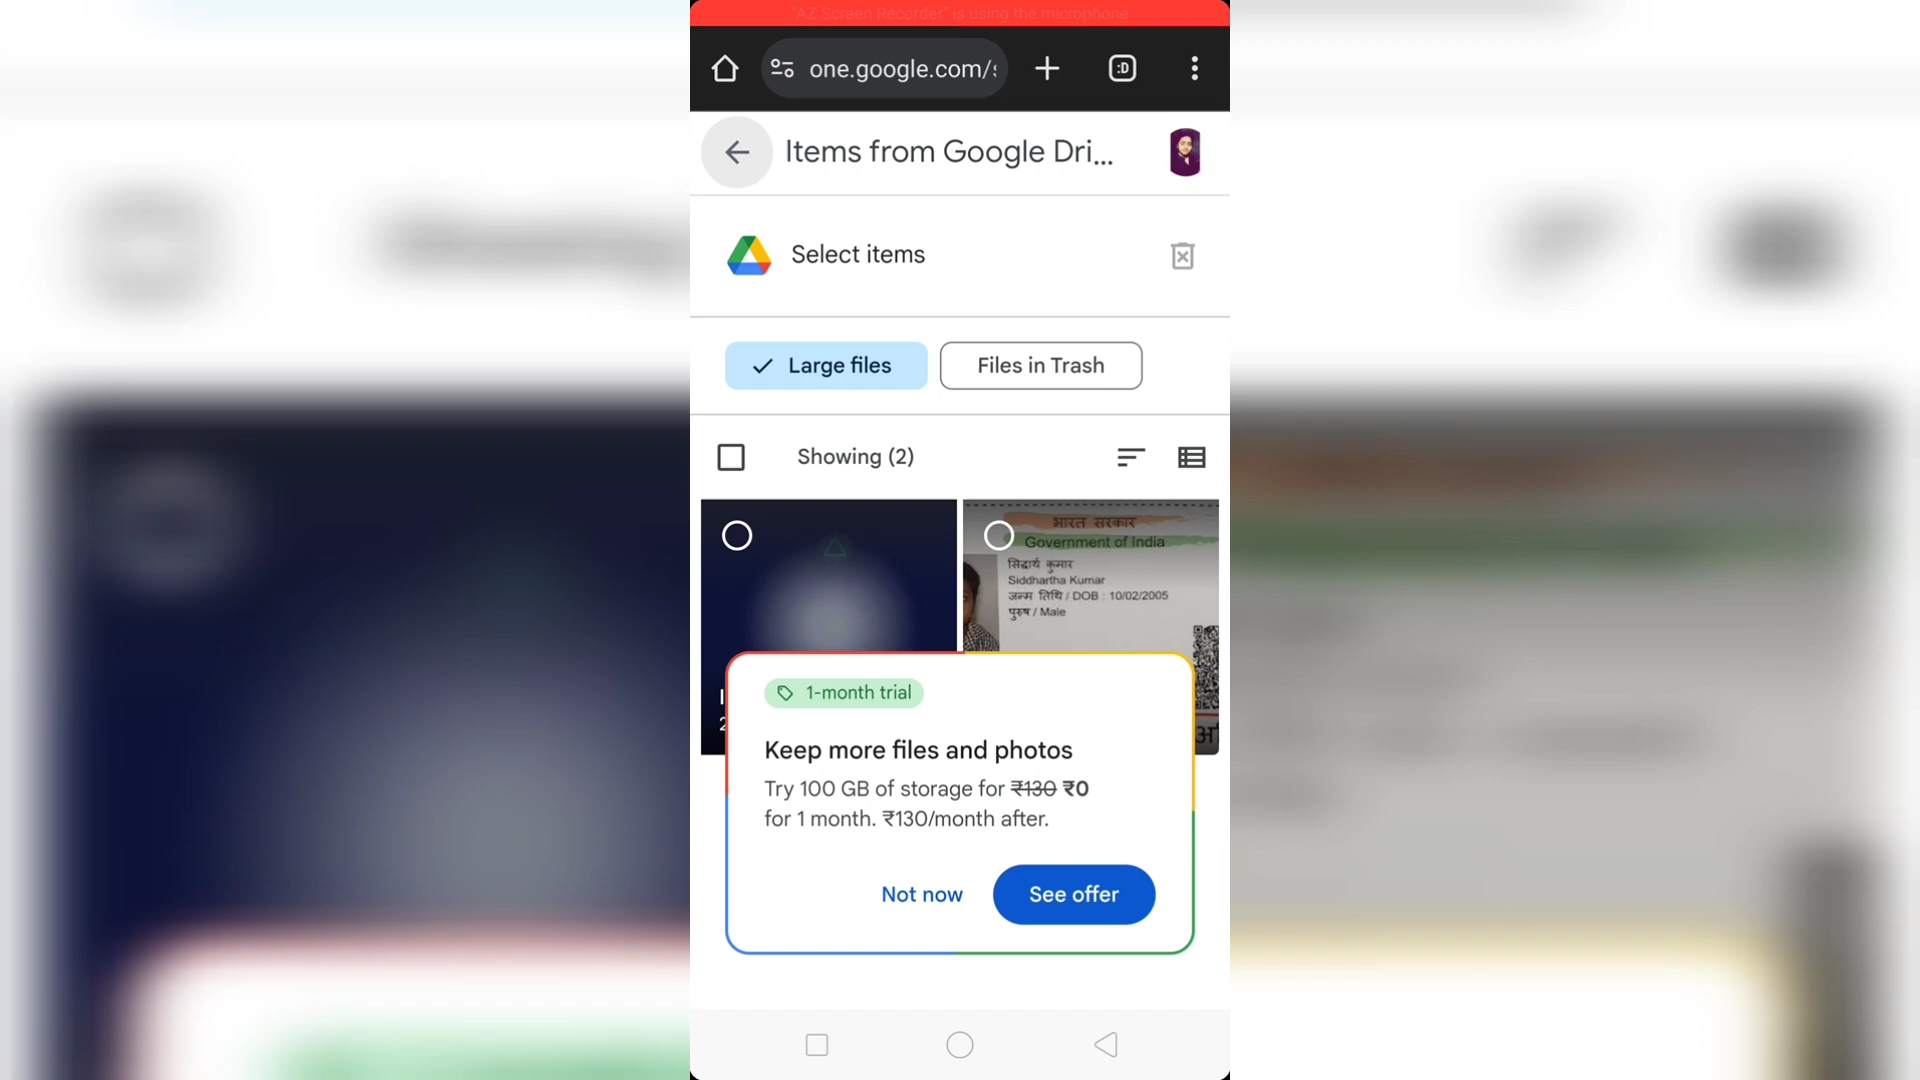 "AZ Screen Recorder" is using the microphone
one.google.com/s
:D
Items from Google Dri...
Select items
Large files
Files in Trash
Showing (2)
भारत सरकार
Government of India
सिद्धार्थ कुमार
Siddhartha Kumar
जन्म तिथि / DOB : 10/02/2005
पुरुष / Male
1-month trial
Keep more files and photos
Try 100 GB of storage for ₹130 ₹0
for 1 month. ₹130/month after.
Not now
See offer